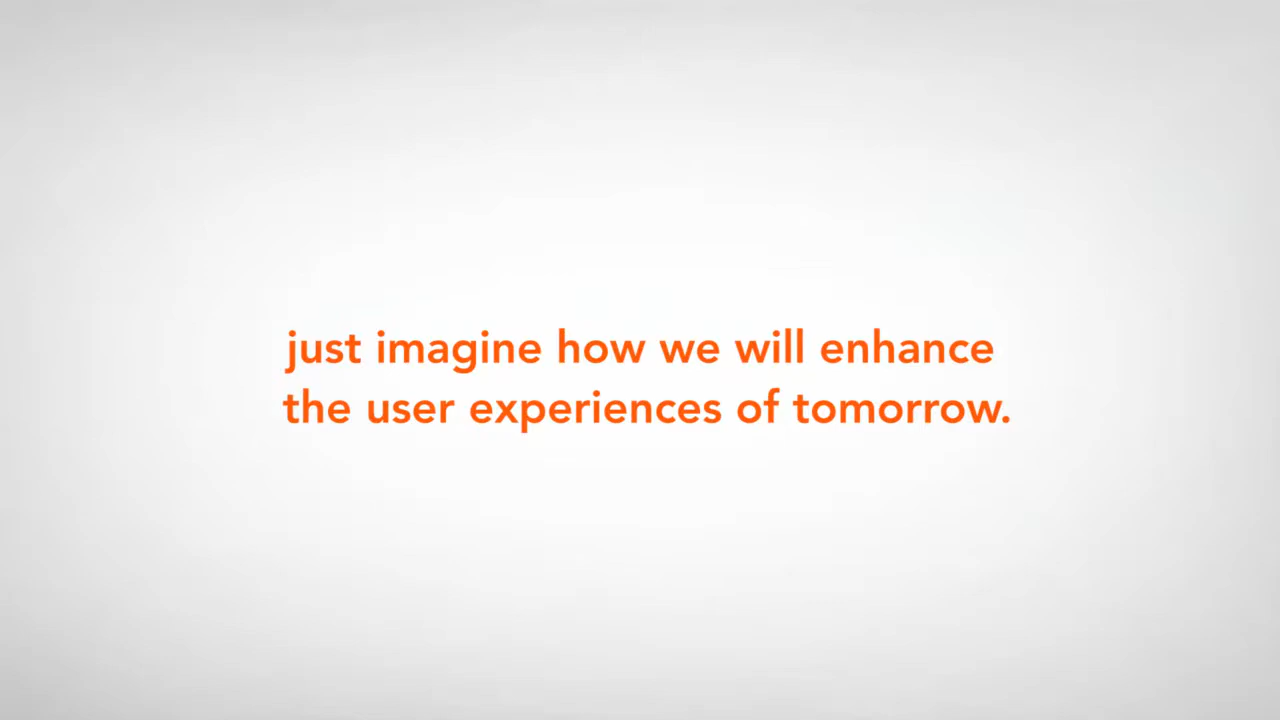 just imagine how we will enhance
the user experiences of tomorrow.